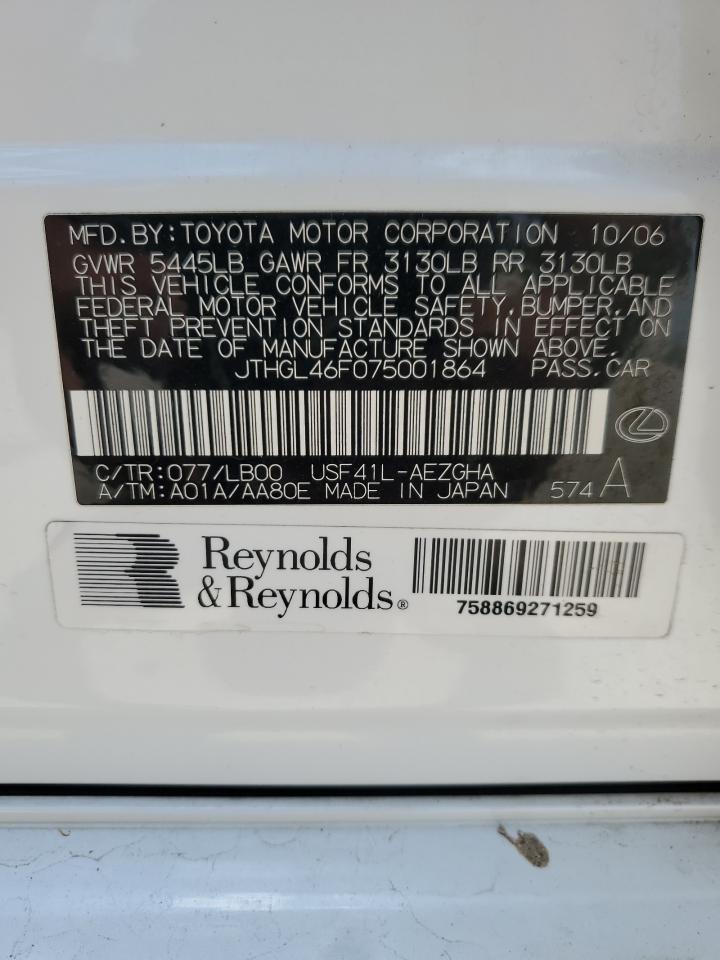 MFD. BY: TOYOTA MOTOR CORPORATION 10/06
GVWR 5445LB GAWR FR 3130LB RR 3130LB
THIS VEHICLE CONFORMS TO ALL APPLICABLE
FEDERAL MOTOR VEHICLE SAFETY, BUMPER, AND
THEFT PREVENTION STANDARDS IN EFFECT ON
THE DATE OF MANUFACTURE SHOWN ABOVE.
JTHGL46F075001864 PASS. CAR
C/TR: 077/LB00 USF41L-AEZGHA
A/TM: A01A/AA80E MADE IN JAPAN 574 A
Reynolds
& Reynolds®
758869271259